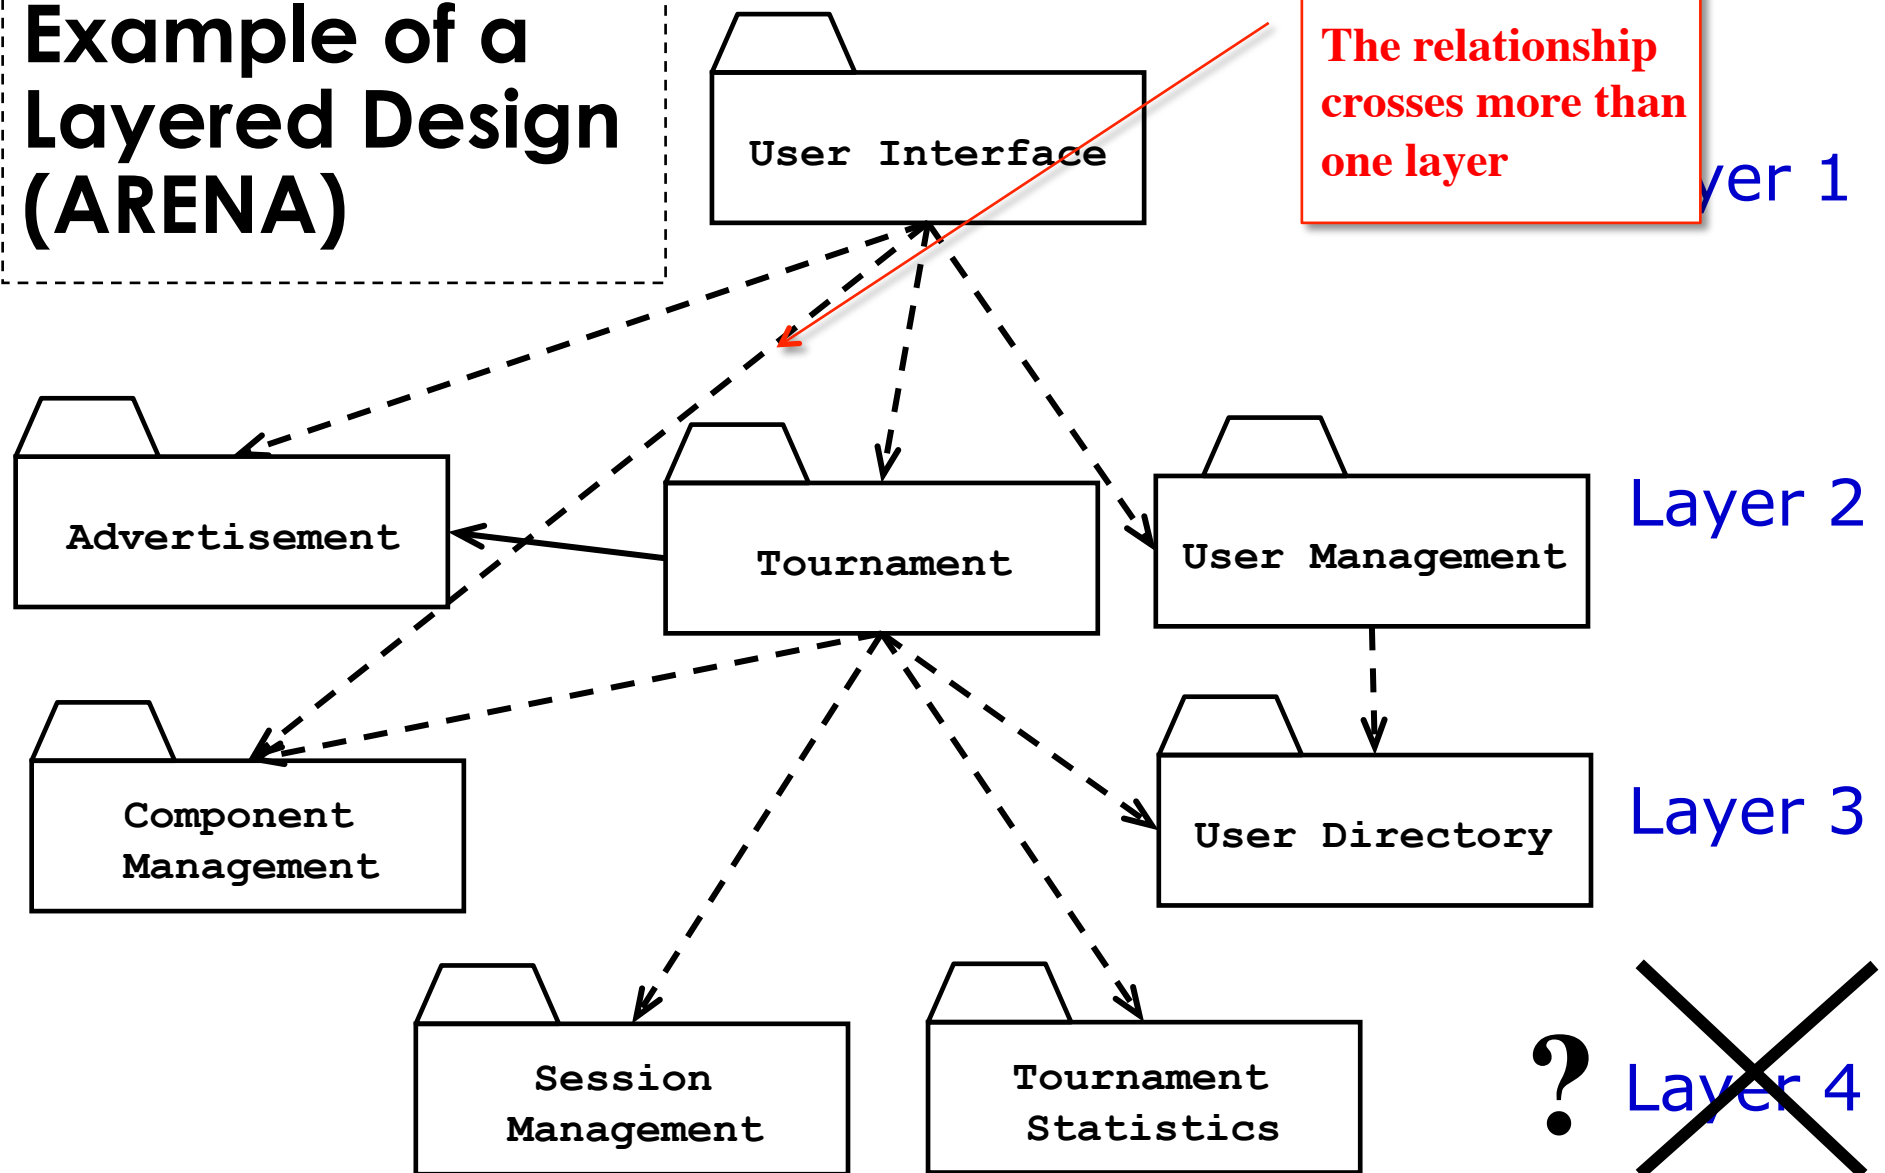 Example of a
Layered Design
(ARENA)
The relationship
crosses more than
one layer
User Interface
yer 1
Advertisement
Tournament
User Management
Layer 2
Component
Management
User Directory
Layer 3
Session
Management
Tournament
Statistics
?
Layer 4